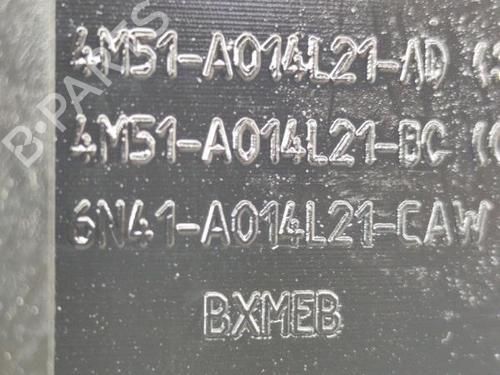 4M51-A014L21-AD (
4M51-A014L21-BC (
6N41-A014L21-CAW
BXMEB
B-PARTS